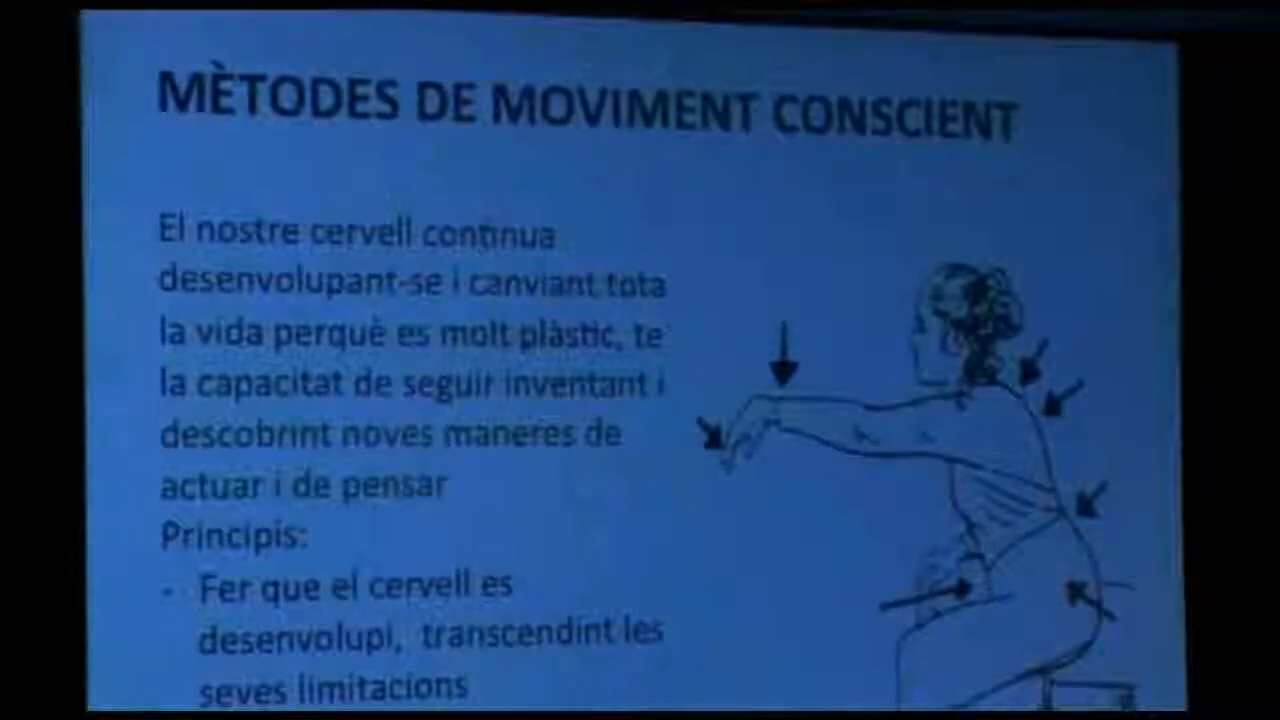 MÈTODES DE MOVIMENT CONSCIENT
El nostre cervell continua
desenvolupant-se i canviant tota
la vida perquè es molt plàstic, te
la capacitat de seguir inventant i
descobrint noves maneres de
actuar i de pensar
Principis:
- Fer que el cervell es
desenvolupi, transcendint les
seves limitacions